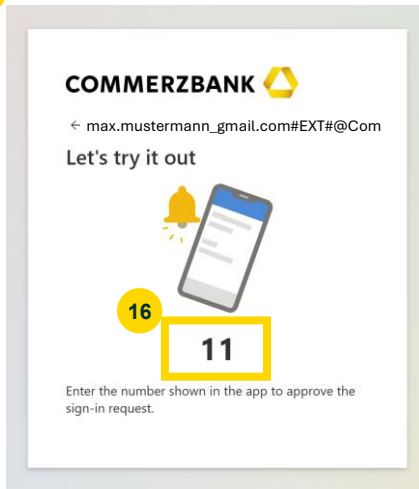 COMMERZBANK
← max.mustermann_gmail.com#EXT#@Com
Let's try it out
16
11
Enter the number shown in the app to approve the
sign-in request.